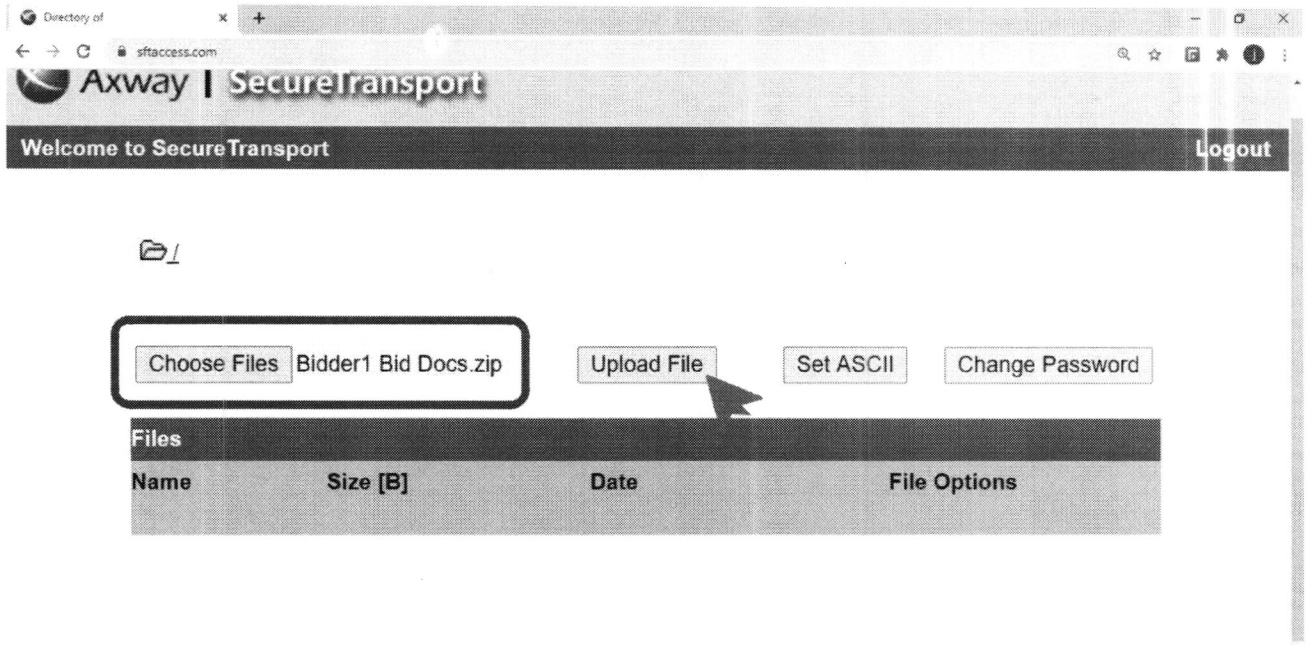 Directory of
sftaccess.com
Axway | SecureTransport
Welcome to SecureTransport Logout
/
Choose Files Bidder1 Bid Docs.zip Upload File Set ASCII Change Password
Files
Name Size [B] Date File Options